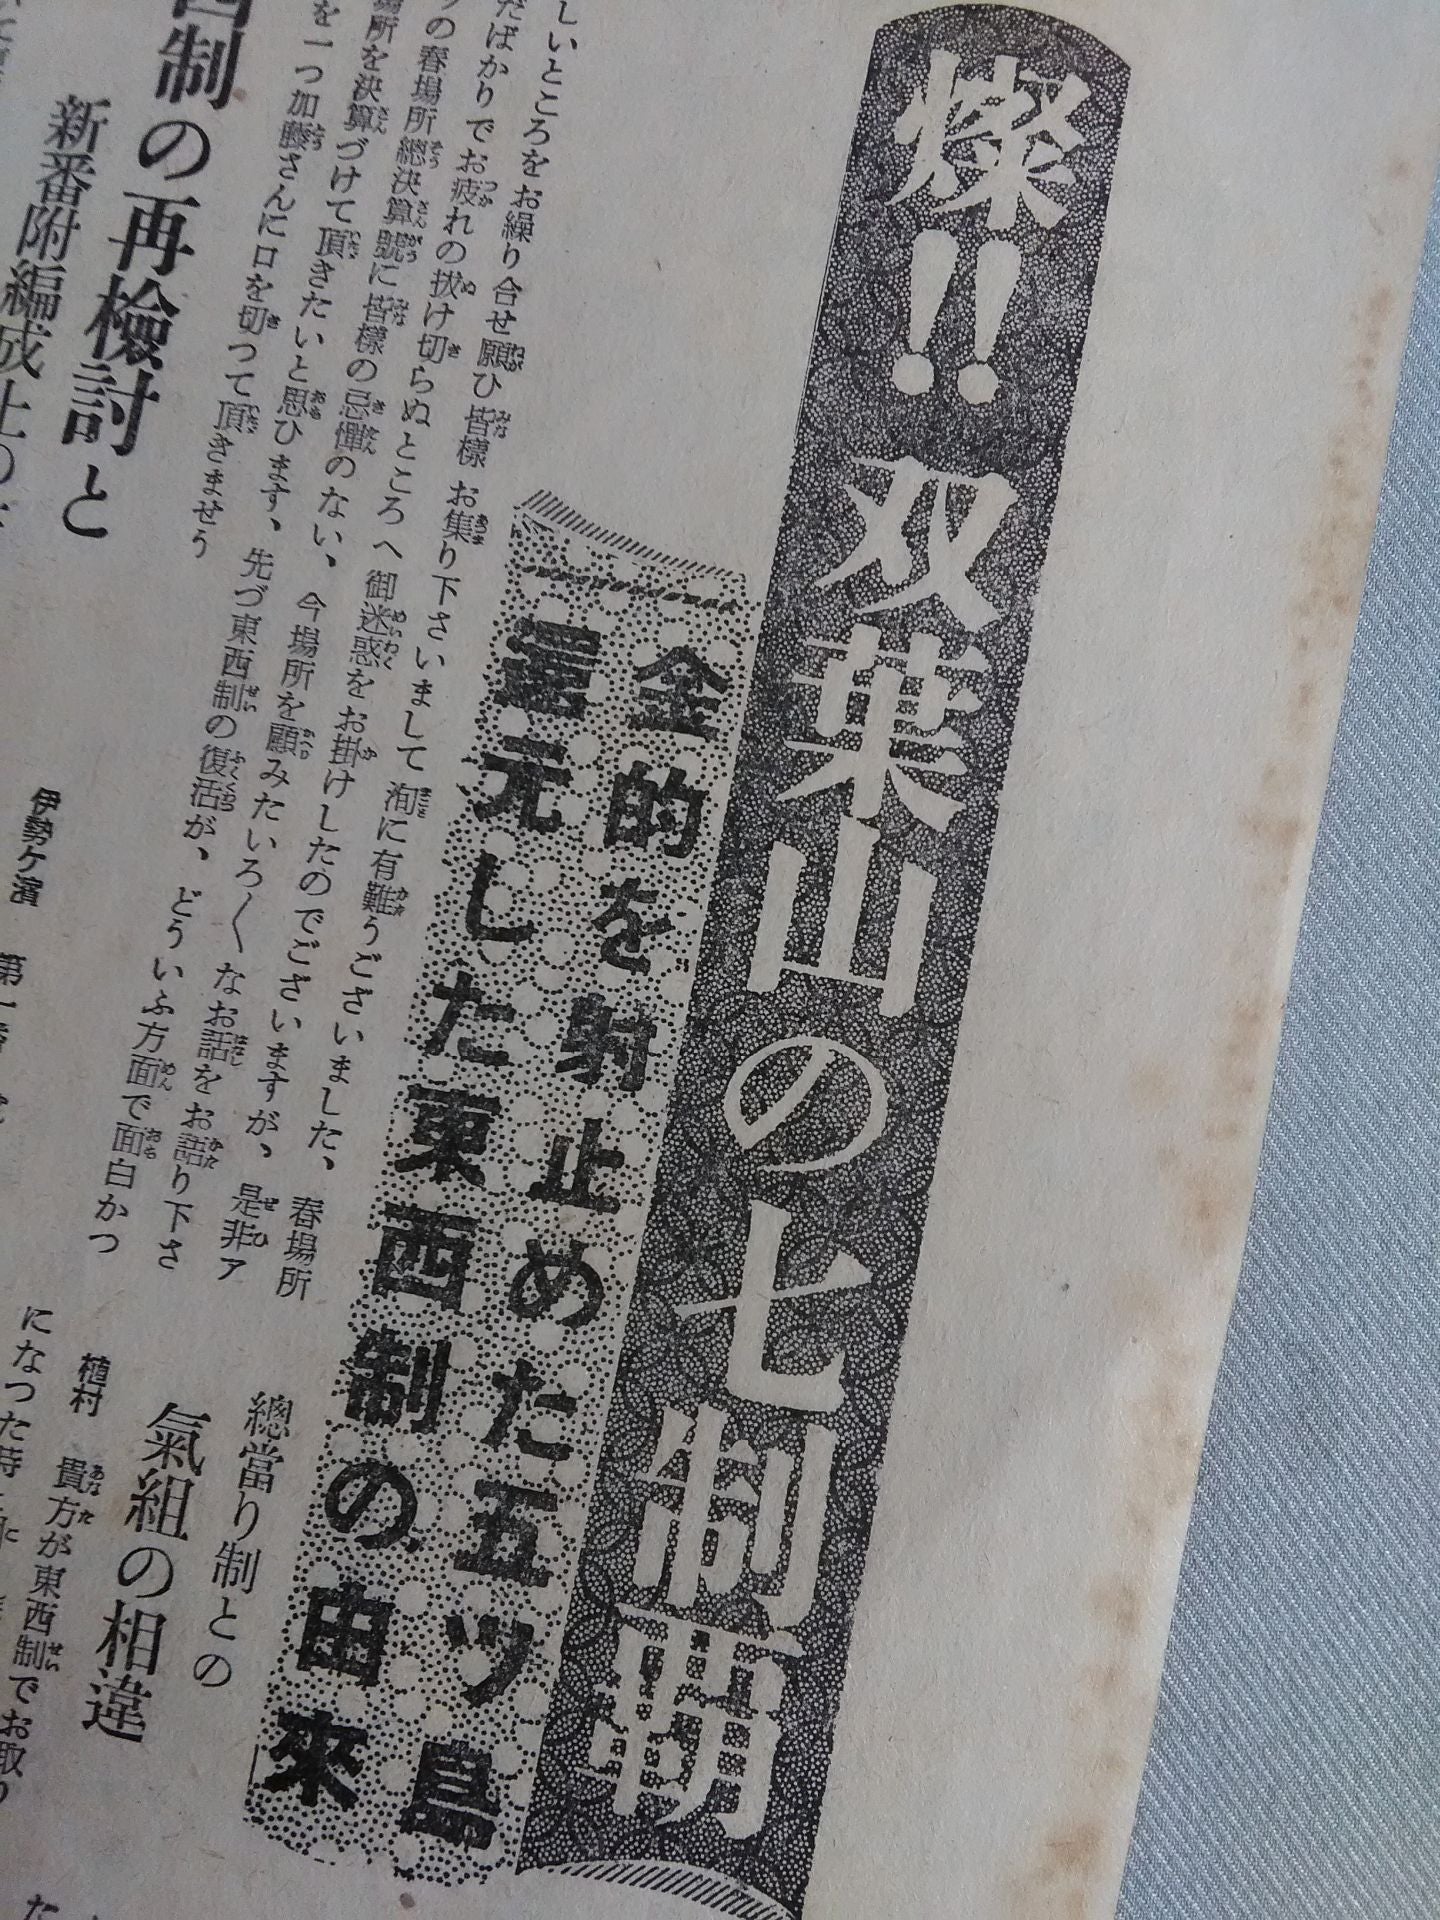 燦!!双葉山の七制覇
金的を射止めた五ツ島
還元した東西制の由來
しいところをお繰り合せ願ひ皆樣お集り下さいまして洵に有難うございました、春場所
だばかりでお疲れの拔け切らぬところへ御迷惑をお掛けしたのでございますが、是非ア
の春場所總決算號に皆樣の忌憚のない、今場所を顧みたいろ〱なお話をお話り下さ
場所を決算づけて頂きたいと思ひます、先づ東西制の復活が、どういふ方面で面白かつ
を一つ加藤さんに口を切つて頂きませう
制の再檢討と
新番附編成上の
總當り制との
氣組の相違
植村 貴方が東西制でお取り
になつた時
伊勢ケ濱